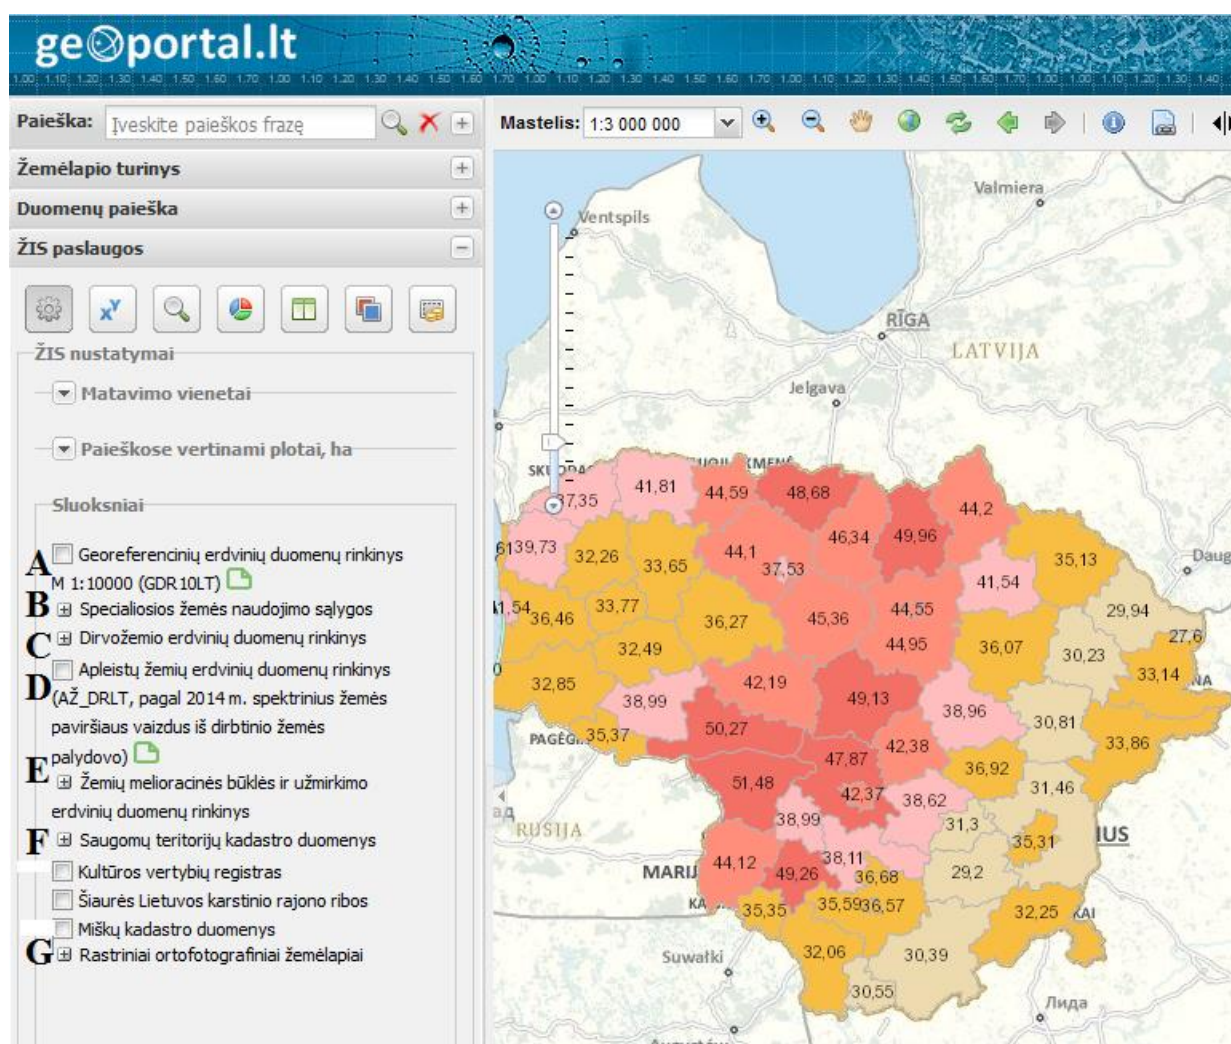 geoportal.lt
Paieška: Įveskite paieškos frazę
Mastelis: 1:3 000 000
Žemėlapio turinys
Duomenų paieška
ŽIS paslaugos
ŽIS nustatymai
Matavimo vienetai
Paieškose vertinami plotai, ha
Sluoksniai
A Georeferencinių erdvinių duomenų rinkinys
M 1:10000 (GDR10LT)
B Specialiosios žemės naudojimo sąlygos
C Dirvožemio erdvinių duomenų rinkinys
D Apleistų žemių erdvinių duomenų rinkinys
(AŽ_DRLT, pagal 2014 m. spektrinius žemės
paviršiaus vaizdus iš dirbtinio žemės
palydovo)
E Žemių melioracinės būklės ir užmirkimo
erdvinių duomenų rinkinys
F Saugomų teritorijų kadastro duomenys
Kultūros vertybių registras
Šiaurės Lietuvos karstinio rajono ribos
Miškų kadastro duomenys
G Rastriniai ortofotografiniai žemėlapiai
Valmiera
Ventspils
RĪGA
LATVIJA
Jelgava
41,81 44,59 48,68
44,2
46,34 49,96
39,73 32,26 33,65 44,1 37,53
35,13
41,54
36,46 33,77 36,27 45,36 44,55
29,94
32,49 44,95 36,07 30,23 27,6
32,85 38,99 42,19 49,13 38,96 33,14
35,37 50,27 42,38 30,81 33,86
47,87 36,92
51,48 42,37 38,62 31,46
RUSIJA 38,99 31,3 35,31
44,12 49,26 38,11 36,68 29,2
MARIJ
35,35 35,59 36,57 32,25
32,06 30,39
30,55
Suwałki
Лида